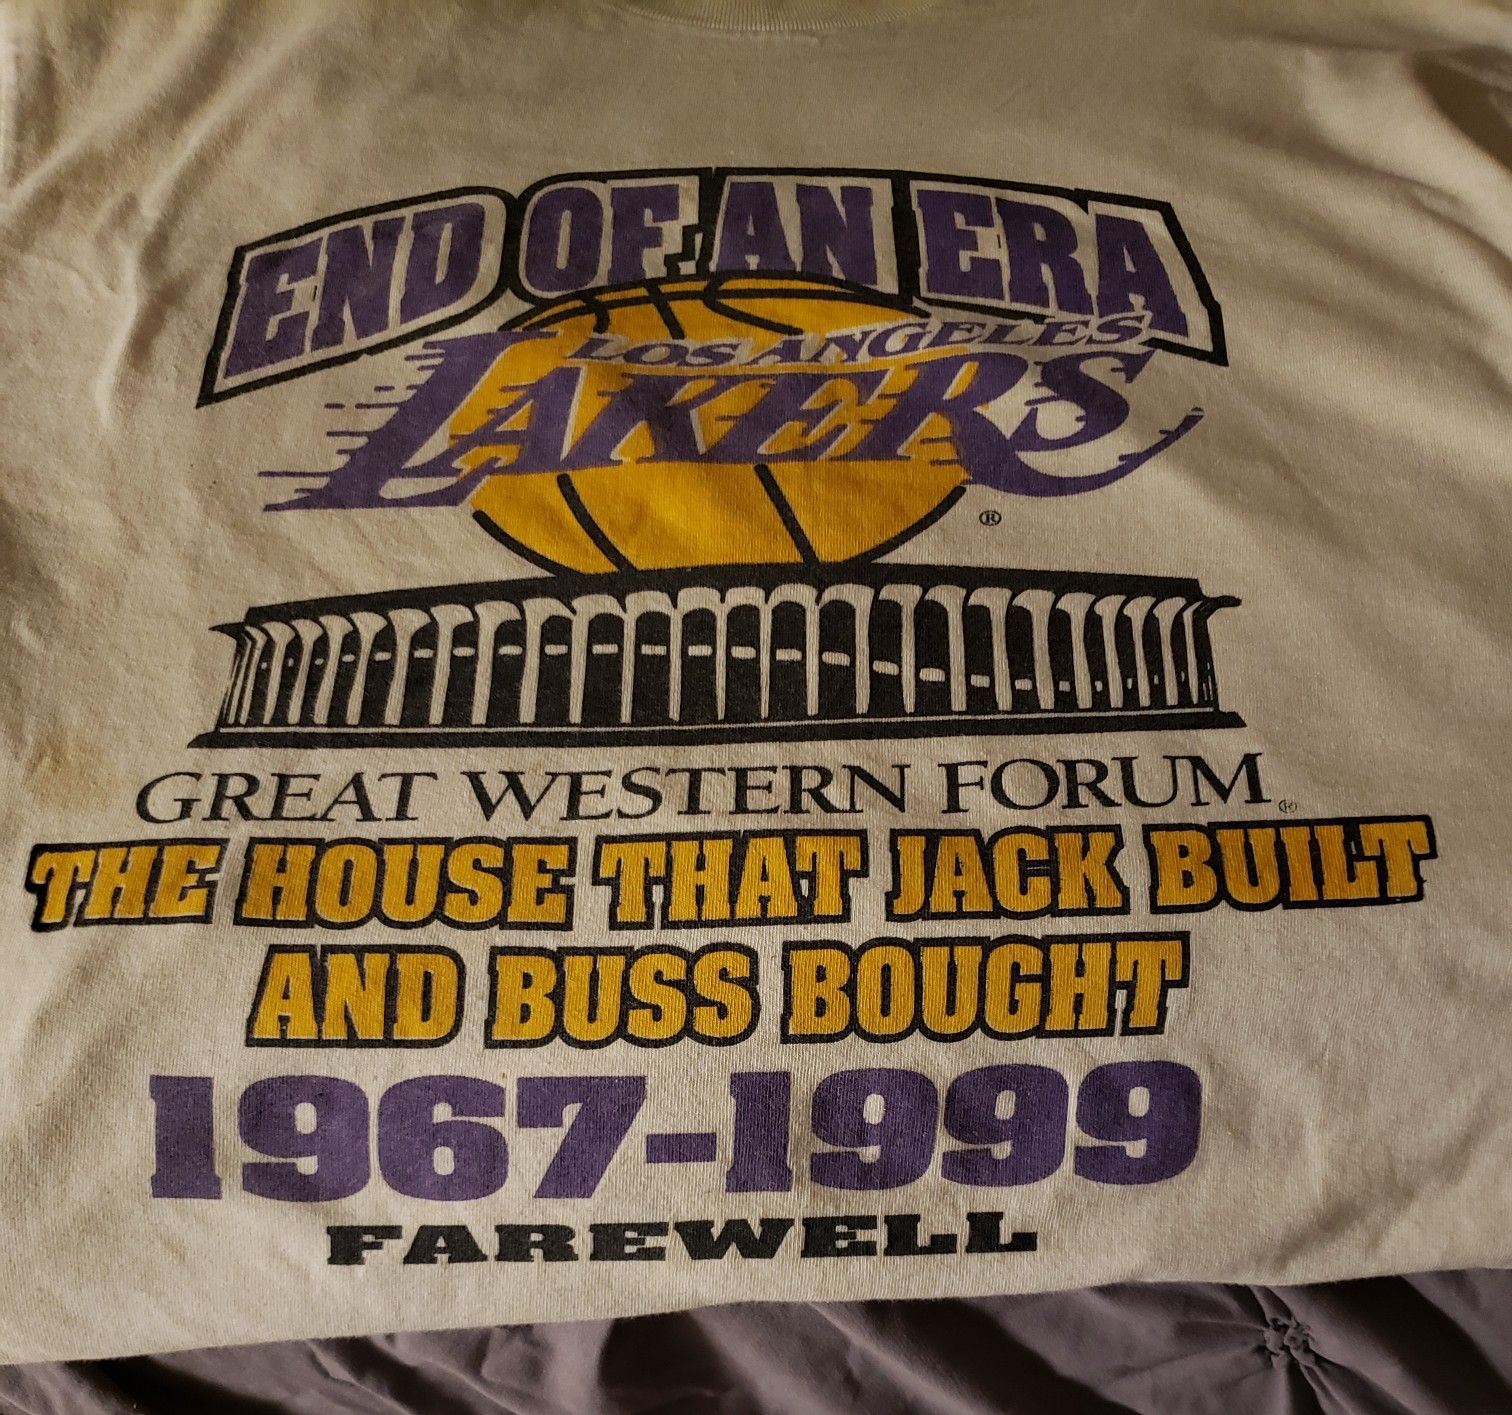 END OF AN ERA
LOS ANGELES
LAKERS
®
GREAT WESTERN FORUM®
THE HOUSE THAT JACK BUILT
AND BUSS BOUGHT
1967-1999
FAREWELL